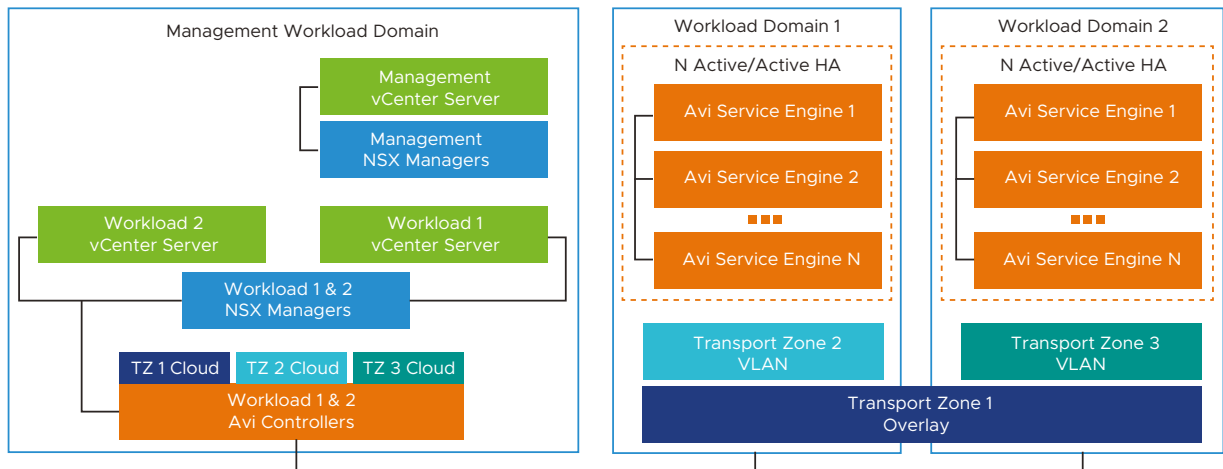 Management Workload Domain
Management
vCenter Server
Management
NSX Managers
Workload 2
vCenter Server
Workload 1
vCenter Server
Workload 1 & 2
NSX Managers
TZ 1 Cloud
TZ 2 Cloud
TZ 3 Cloud
Workload 1 & 2
Avi Controllers
Workload Domain 1
N Active/Active HA
Avi Service Engine 1
Avi Service Engine 2
Avi Service Engine N
Transport Zone 2
VLAN
Workload Domain 2
N Active/Active HA
Avi Service Engine 1
Avi Service Engine 2
Avi Service Engine N
Transport Zone 3
VLAN
Transport Zone 1
Overlay